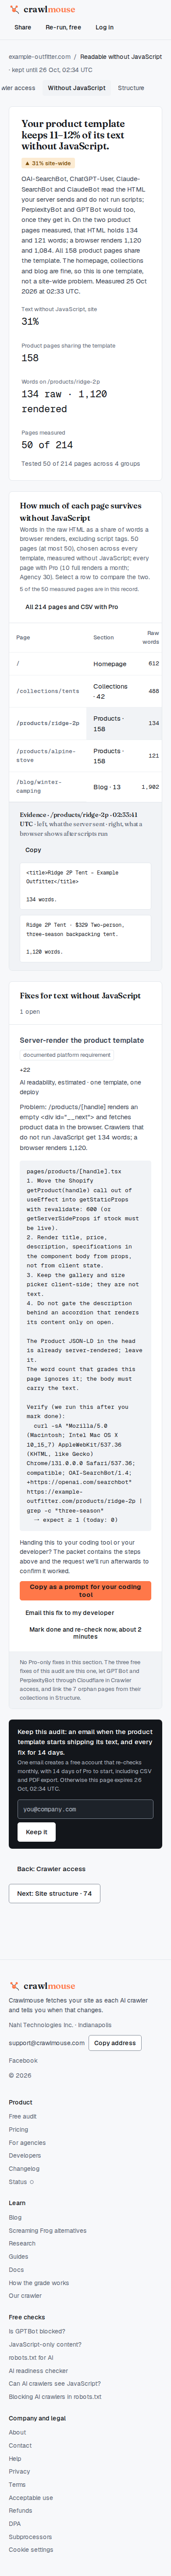 crawlmouse
Share
Re-run, free
Log in
example-outfitter.com / Readable without JavaScript
· kept until 26 Oct, 02:34 UTC
wler access
Without JavaScript
Structure
Your product template
keeps 11–12% of its text
without JavaScript.
▲ 31% site-wide
OAI-SearchBot, ChatGPT-User, Claude-
SearchBot and ClaudeBot read the HTML
your server sends and do not run scripts;
PerplexityBot and GPTBot would too,
once they get in. On the two product
pages measured, that HTML holds 134
and 121 words; a browser renders 1,120
and 1,084. All 158 product pages share
the template. The homepage, collections
and blog are fine, so this is one template,
not a site-wide problem. Measured 25 Oct
2026 at 02:33 UTC.
Text without JavaScript, site
31%
Product pages sharing the template
158
Words on /products/ridge-2p
134 raw · 1,120
rendered
Pages measured
50 of 214
Tested 50 of 214 pages across 4 groups
How much of each page survives
without JavaScript
Words in the raw HTML as a share of words a
browser renders, excluding script tags. 50
pages (at most 50), chosen across every
template, measured without JavaScript; every
page with Pro (10 full renders a month;
Agency 30). Select a row to compare the two.
5 of the 50 measured pages are in this record.
All 214 pages and CSV with Pro
Page
Section
Raw
words
/
Homepage
612
/collections/tents
Collections
· 42
488
/products/ridge-2p
Products ·
158
134
/products/alpine-
stove
Products ·
158
121
/blog/winter-
camping
Blog · 13
1,902
Evidence · /products/ridge-2p · 02:33:41
UTC · left, what the server sent · right, what a
browser shows after scripts run
Copy
<title>Ridge 2P Tent – Example
Outfitter</title>
134 words.
Ridge 2P Tent · $329 Two-person,
three-season backpacking tent.
1,120 words.
Fixes for text without JavaScript
1 open
Server-render the product template
documented platform requirement
+22
AI readability, estimated · one template, one
deploy
Problem: /products/[handle] renders an
empty <div id="__next"> and fetches
product data in the browser. Crawlers that
do not run JavaScript get 134 words; a
browser renders 1,120.
pages/products/[handle].tsx
1. Move the Shopify
getProduct(handle) call out of
useEffect into getStaticProps
with revalidate: 600 (or
getServerSideProps if stock must
be live).
2. Render title, price,
description, specifications in
the component body from props,
not from client state.
3. Keep the gallery and size
picker client-side; they are not
text.
4. Do not gate the description
behind an accordion that renders
its content only on open.
The Product JSON-LD in the head
is already server-rendered; leave
it.
The word count that grades this
page ignores it; the body must
carry the text.
Verify (we run this after you
mark done):
curl -sA "Mozilla/5.0
(Macintosh; Intel Mac OS X
10_15_7) AppleWebKit/537.36
(KHTML, like Gecko)
Chrome/131.0.0.0 Safari/537.36;
compatible; OAI-SearchBot/1.4;
+https://openai.com/searchbot"
https://example-
outfitter.com/products/ridge-2p |
grep -c "three-season"
→ expect ≥ 1 (today: 0)
Handing this to your coding tool or your
developer? The packet contains the steps
above and the request we'll run afterwards to
confirm it worked.
Copy as a prompt for your coding
tool
Email this fix to my developer
Mark done and re-check now, about 2
minutes
No Pro-only fixes in this section. The three free
fixes of this audit are this one, let GPTBot and
PerplexityBot through Cloudflare in Crawler
access, and link the 7 orphan pages from their
collections in Structure.
Keep this audit: an email when the product
template starts shipping its text, and every
fix for 14 days.
One email creates a free account that re-checks
monthly, with 14 days of Pro to start, including CSV
and PDF export. Otherwise this page expires 26
Oct, 02:34 UTC.
you@company.com
Keep it
Back: Crawler access
Next: Site structure · 74
crawlmouse
Crawlmouse fetches your site as each AI crawler
and tells you when that changes.
Nahl Technologies Inc. · Indianapolis
support@crawlmouse.com
Copy address
Facebook
© 2026
Product
Free audit
Pricing
For agencies
Developers
Changelog
Status
Learn
Blog
Screaming Frog alternatives
Research
Guides
Docs
How the grade works
Our crawler
Free checks
Is GPTBot blocked?
JavaScript-only content?
robots.txt for AI
AI readiness checker
Can AI crawlers see JavaScript?
Blocking AI crawlers in robots.txt
Company and legal
About
Contact
Help
Privacy
Terms
Acceptable use
Refunds
DPA
Subprocessors
Cookie settings